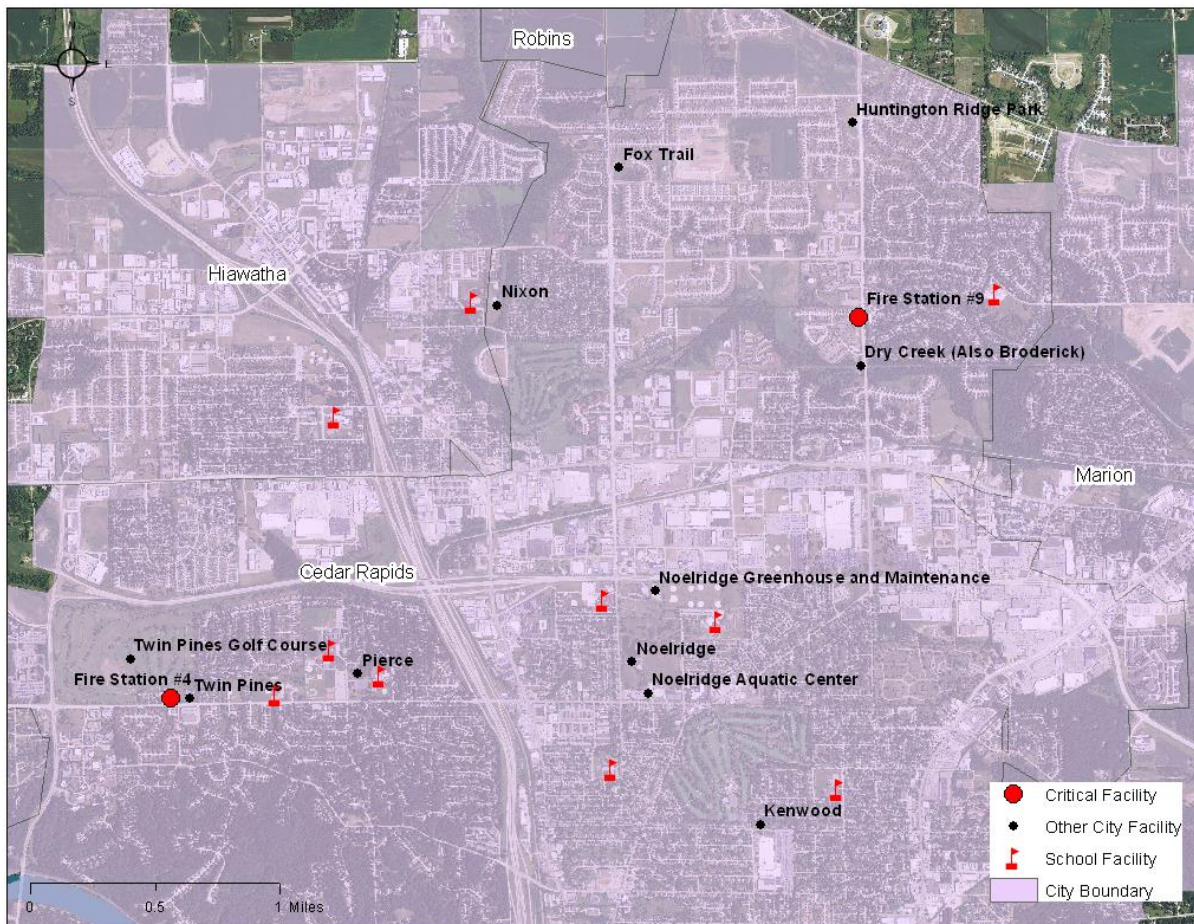 Robins
Huntington Ridge Park
Fox Trail
Hiawatha
Nixon
Fire Station #9
Dry Creek (Also Broderick)
Marion
Cedar Rapids
Noelridge Greenhouse and Maintenance
Twin Pines Golf Course
Pierce
Noelridge
Fire Station #4
Twin Pines
Noelridge Aquatic Center
Kenwood
Critical Facility
Other City Facility
School Facility
City Boundary
0 0.5 1 Miles
S